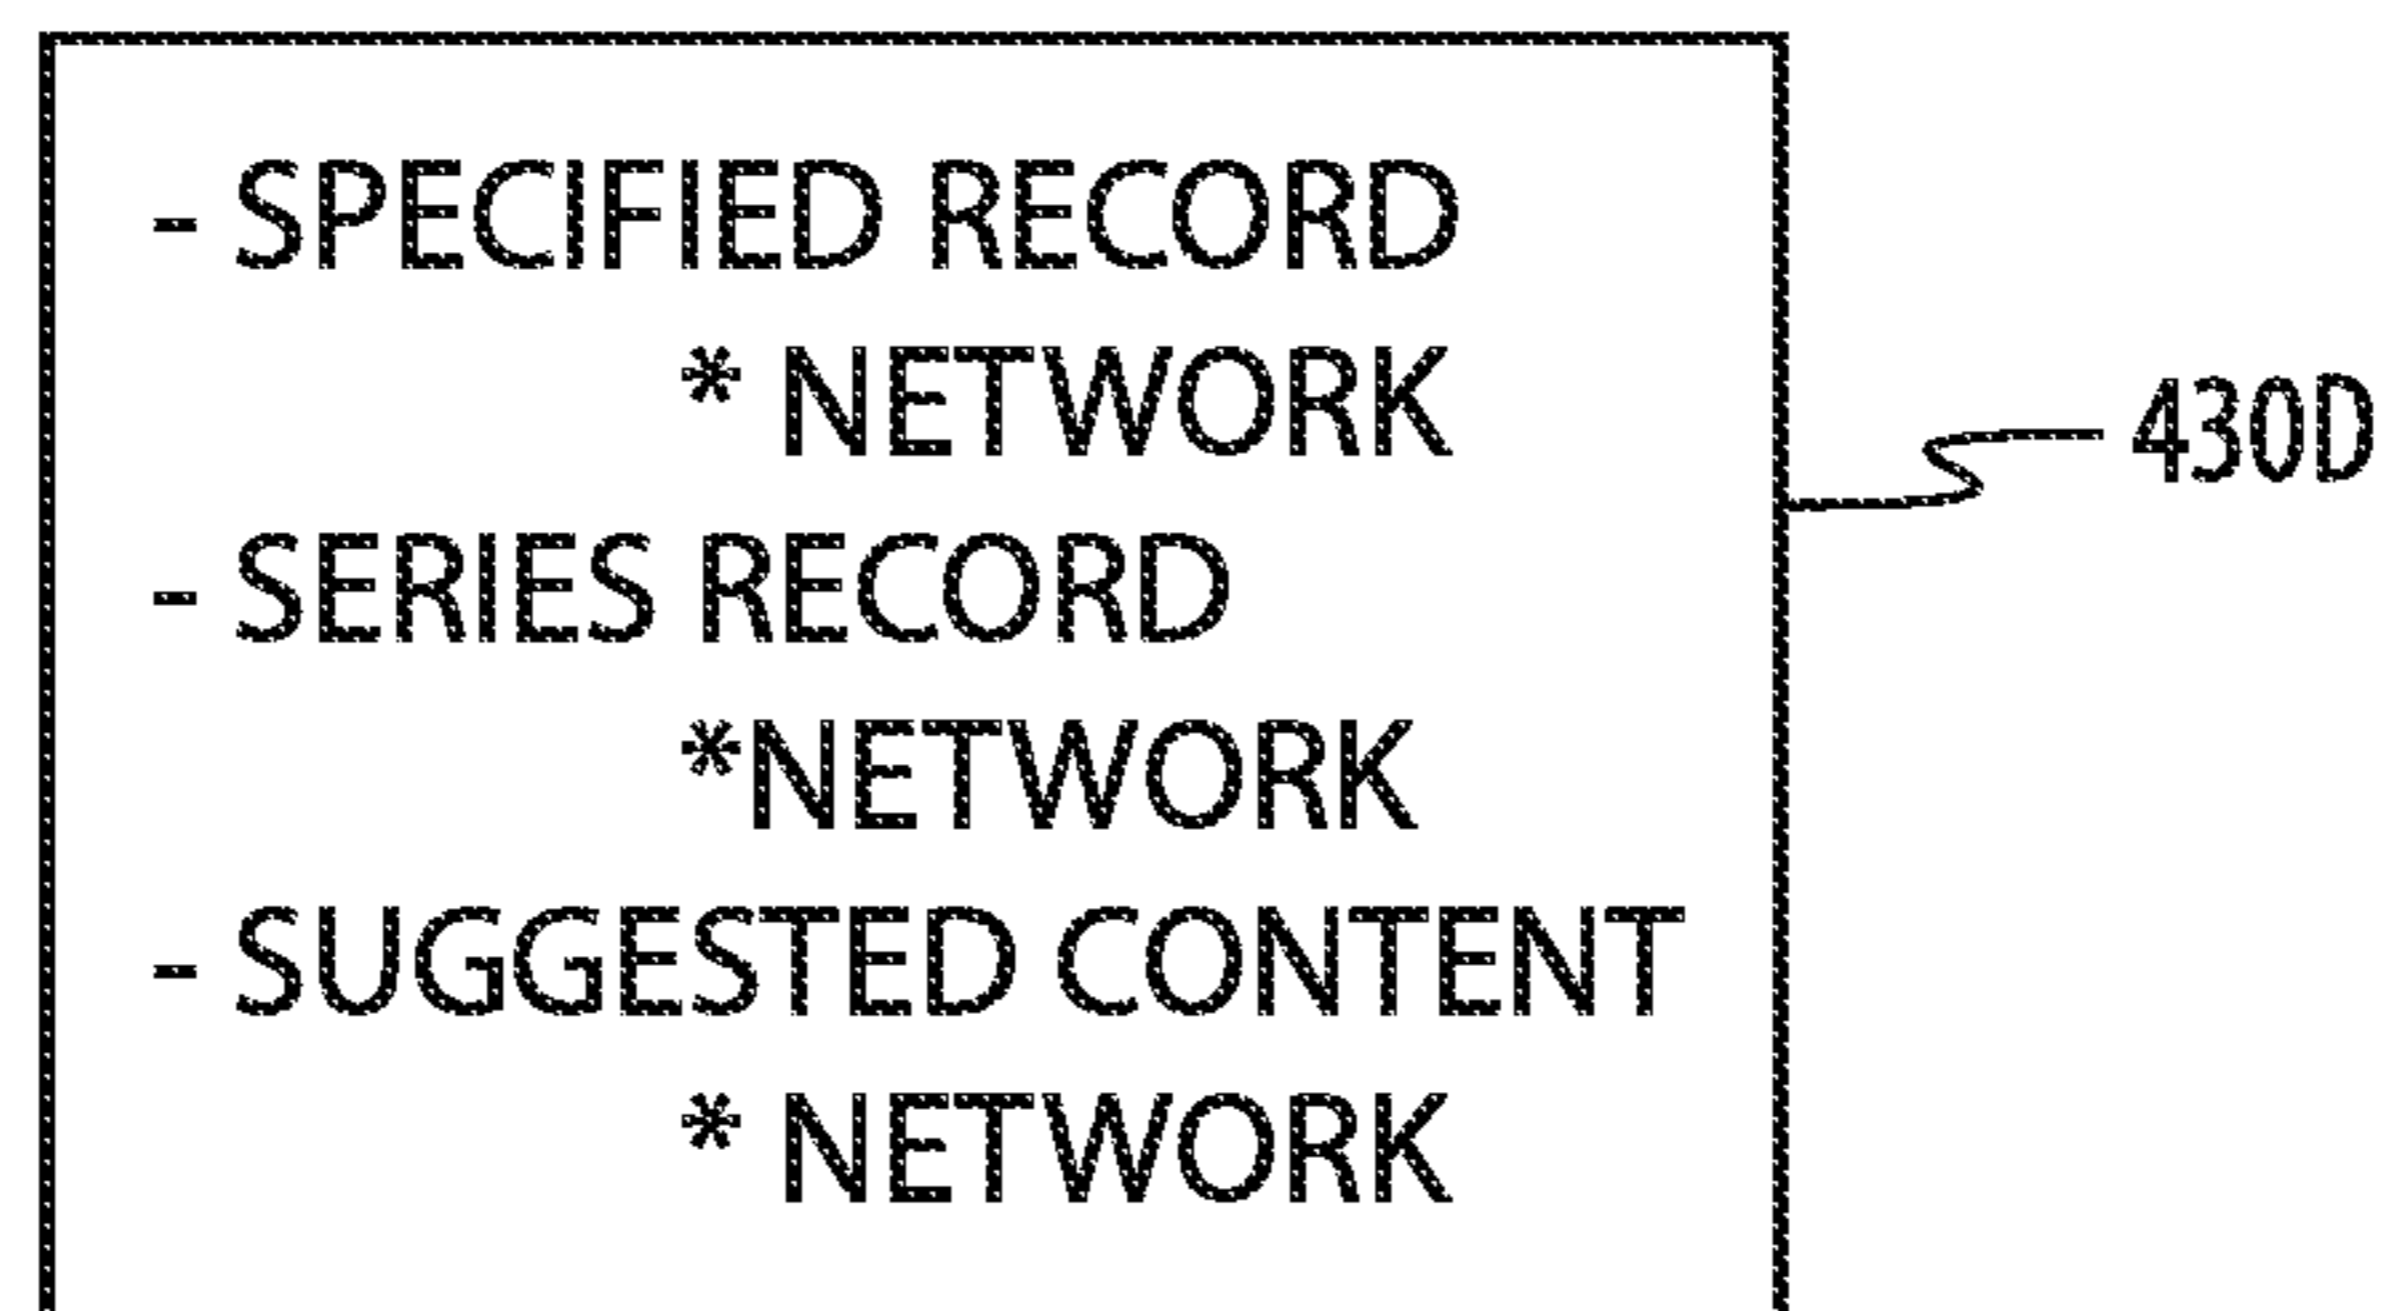 - SPECIFIED RECORD
* NETWORK
430D
- SERIES RECORD
*NETWORK
- SUGGESTED CONTENT
* NETWORK